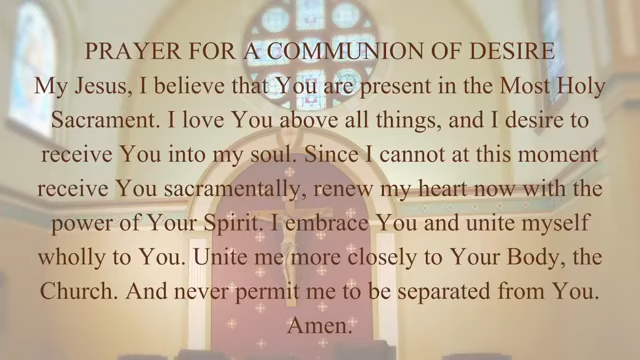 PRAYER FOR A COMMUNION OF DESIRE
My Jesus, I believe that You are present in the Most Holy
Sacrament. I love You above all things, and I desire to
receive You into my soul. Since I cannot at this moment
receive You sacramentally, renew my heart now with the
power of Your Spirit. I embrace You and unite myself
wholly to You. Unite me more closely to Your Body, the
Church. And never permit me to be separated from You.
Amen.